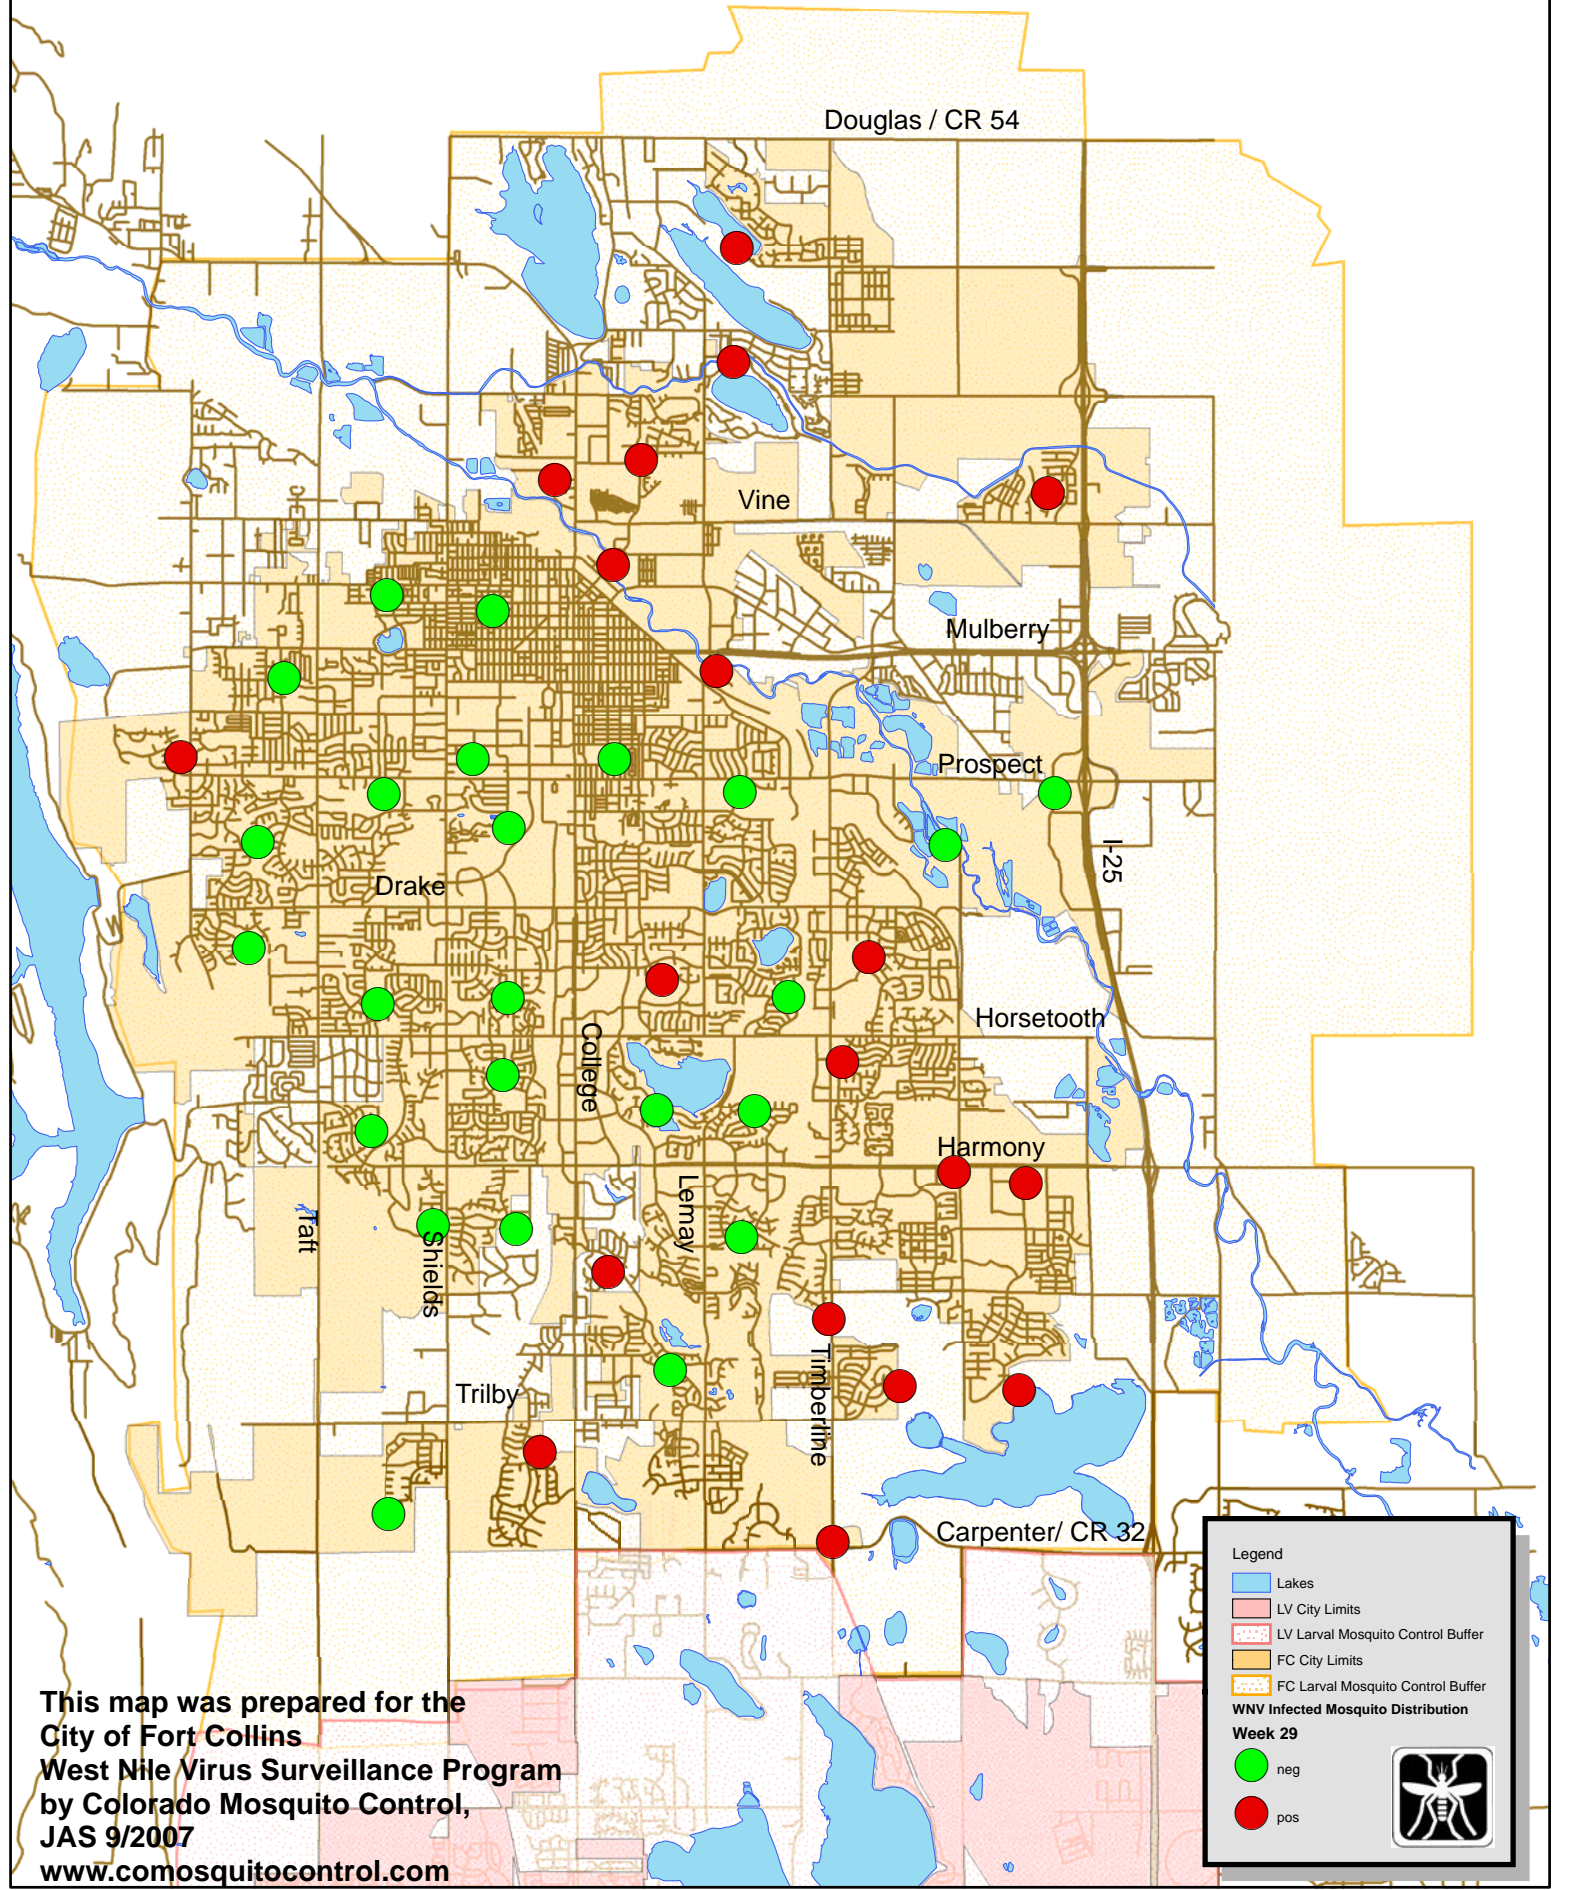 Douglas / CR 54
Vine
Mulberry
Prospect
I-25
Drake
Horsetooth
College
Harmony
Lemay
Taft
Shields
Timberline
Trilby
Carpenter/ CR 32
Legend
Lakes
LV City Limits
LV Larval Mosquito Control Buffer
FC City Limits
FC Larval Mosquito Control Buffer
WNV Infected Mosquito Distribution
Week 29
neg
pos
This map was prepared for the
City of Fort Collins
West Nile Virus Surveillance Program
by Colorado Mosquito Control,
JAS 9/2007
www.comosquitocontrol.com